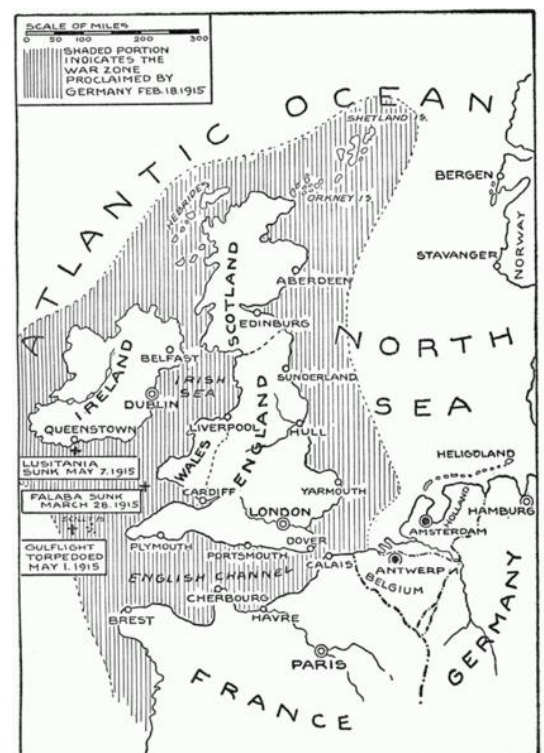 SCALE OF MILES
0 50 100 200 300
SHADED PORTION
INDICATES THE
WAR ZONE
PROCLAIMED BY
GERMANY FEB.18.1915
ATLANTIC OCEAN
SHETLAND IS.
BERGEN
HEBRIDES
ORKNEY IS.
NORWAY
STAVANGER
SCOTLAND
ABERDEEN
EDINBURG
NORTH
SEA
BELFAST
IRELAND
IRISH
SEA
SUNDERLAND
DUBLIN
ENGLAND
LIVERPOOL
HULL
QUEENSTOWN
WALES
HELIGOLAND
LUSITANIA
SUNK MAY 7.1915
FALABA SUNK
MARCH 28.1915
CARDIFF
YARMOUTH
HOLLAND
HAMBURG
LONDON
AMSTERDAM
GULFLIGHT
TORPEDOED
MAY 1.1915
PLYMOUTH
PORTSMOUTH
DOVER
CALAIS
ANTWERP
ENGLISH CHANNEL
BELGIUM
CHERBOURG
BREST
HAVRE
GERMANY
PARIS
FRANCE